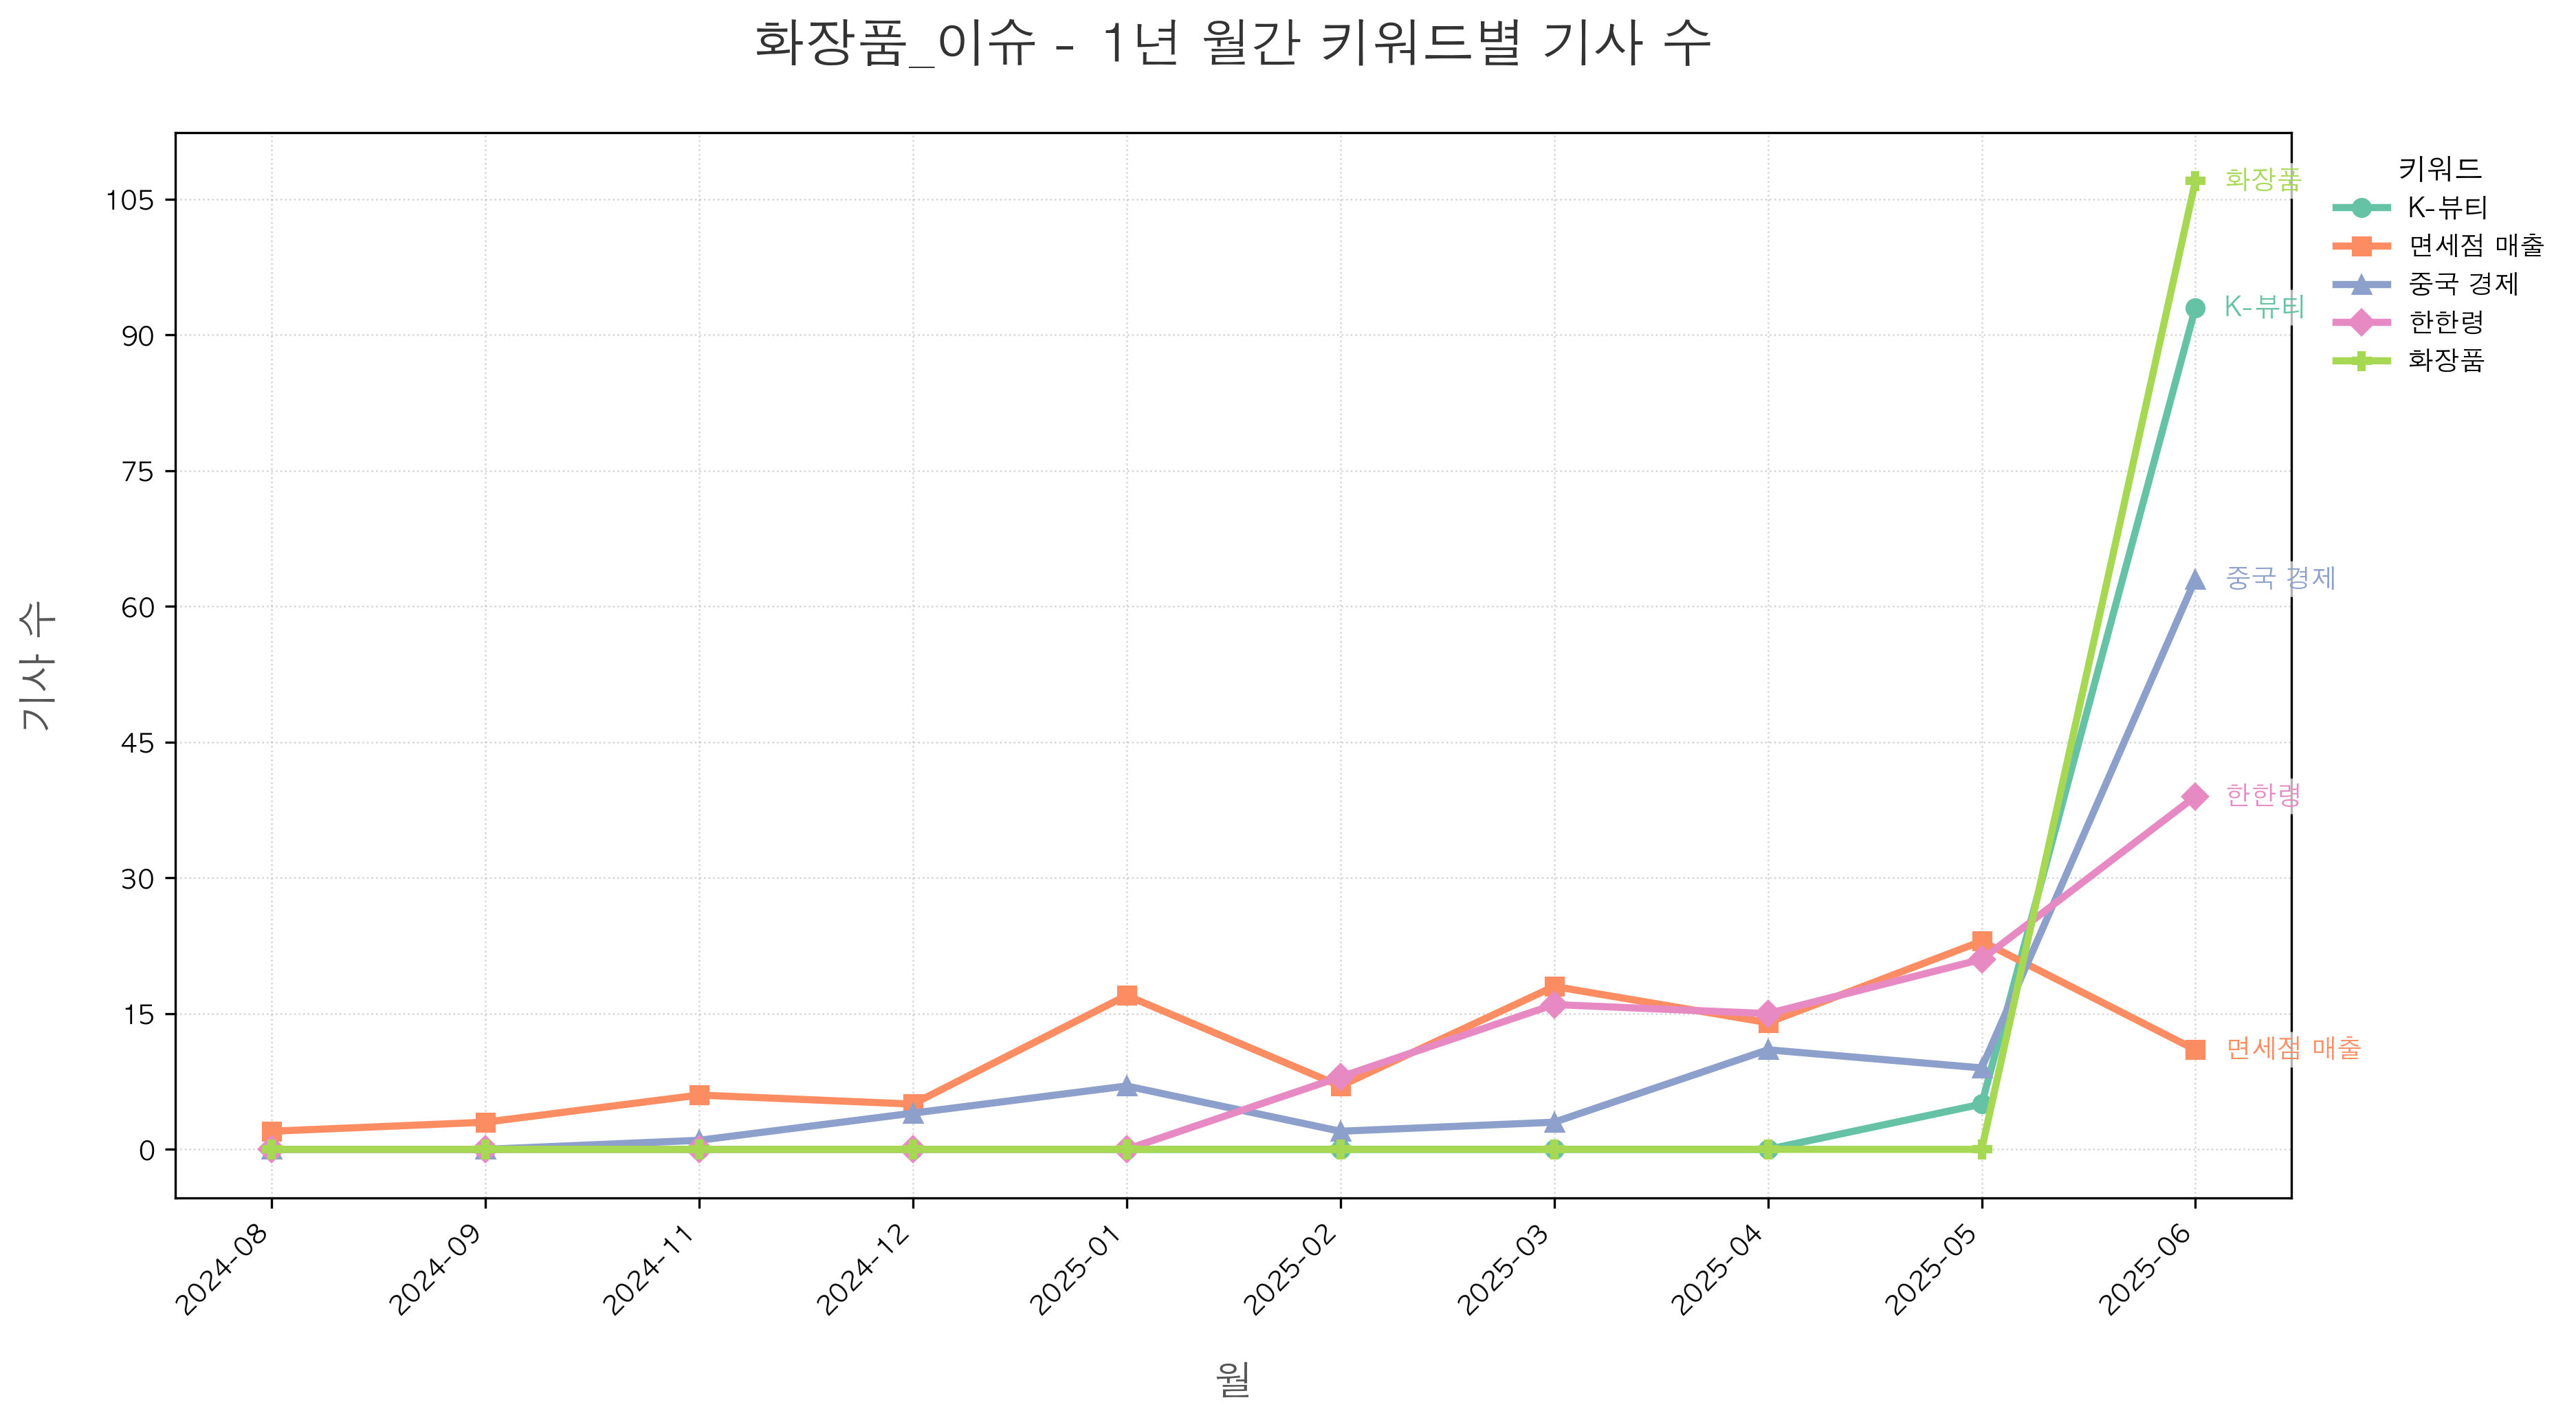 화장품_이슈 - 1년 월간 키워드별 기사 수
키워드
K-뷰티
면세점 매출
중국 경제
한한령
화장품
화장품
K-뷰티
중국 경제
한한령
면세점 매출
기사 수
105
90
75
60
45
30
15
0
2024-08
2024-09
2024-11
2024-12
2025-01
2025-02
2025-03
2025-04
2025-05
2025-06
월